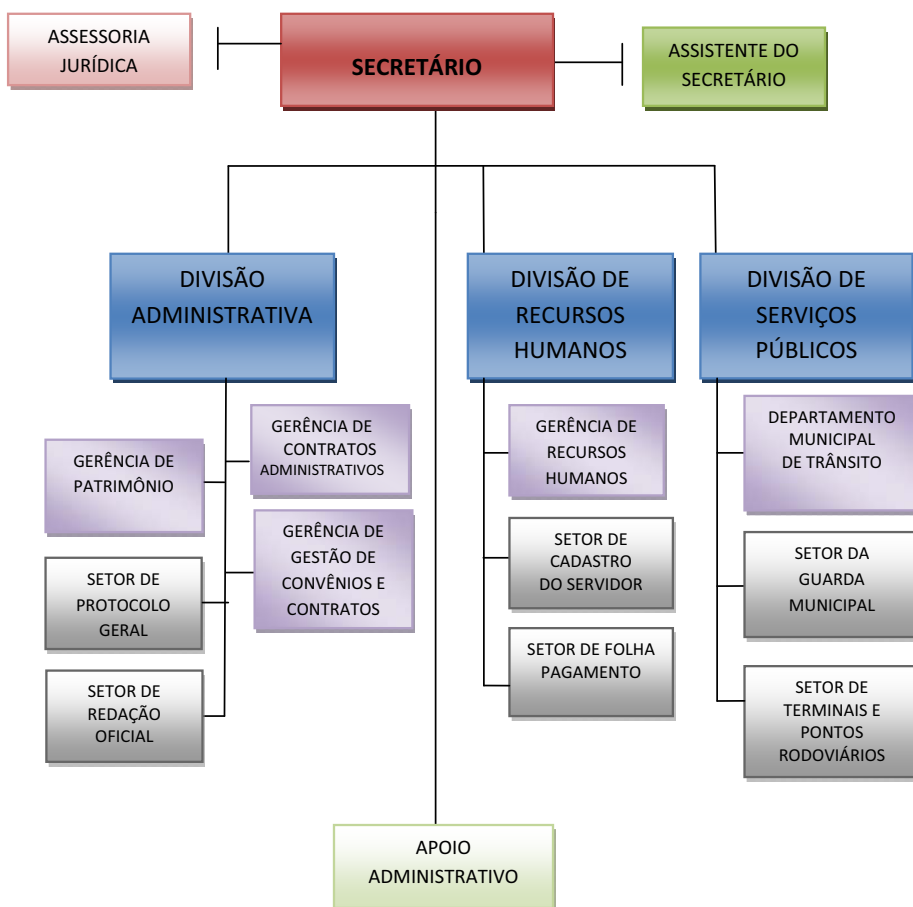 ASSESSORIA
JURÍDICA
SECRETÁRIO
ASSISTENTE DO
SECRETÁRIO
DIVISÃO
ADMINISTRATIVA
DIVISÃO DE
RECURSOS
HUMANOS
DIVISÃO DE
SERVIÇOS
PÚBLICOS
GERÊNCIA DE
PATRIMÔNIO
GERÊNCIA DE
CONTRATOS
ADMINISTRATIVOS
GERÊNCIA DE
GESTÃO DE
CONVÊNIOS E
CONTRATOS
SETOR DE
PROTOCOLO
GERAL
SETOR DE
REDAÇÃO
OFICIAL
GERÊNCIA DE
RECURSOS
HUMANOS
SETOR DE
CADASTRO
DO SERVIDOR
SETOR DE FOLHA
PAGAMENTO
DEPARTAMENTO
MUNICIPAL
DE TRÂNSITO
SETOR DA
GUARDA
MUNICIPAL
SETOR DE
TERMINAIS E
PONTOS
RODOVIÁRIOS
APOIO
ADMINISTRATIVO